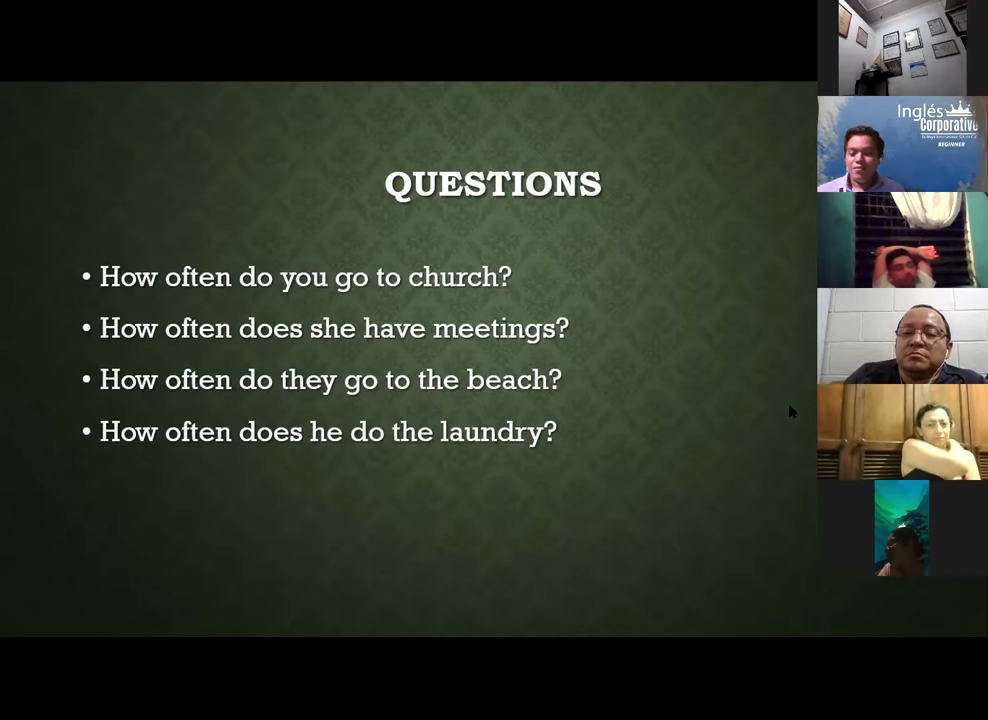 QUESTIONS
• How often do you go to church?
• How often does she have meetings?
• How often do they go to the beach?
• How often does he do the laundry?
Inglés
Corporativo
BEGINNER